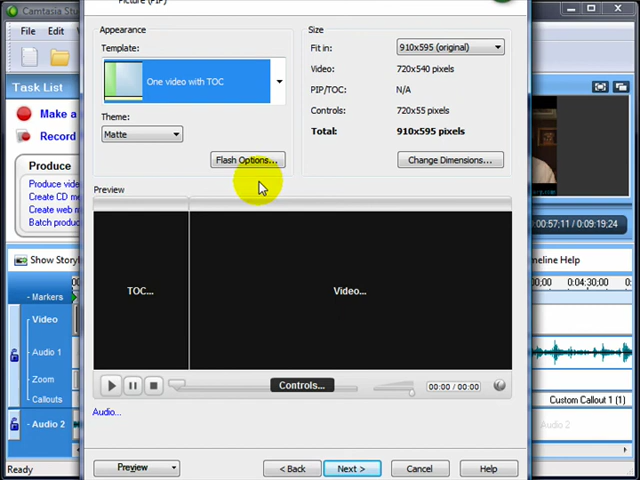 Camtasia Stu
Picture (PIP)
File Edit
Appearance
Template:
One video with TOC
Theme:
Matte
Flash Options...
Size
Fit in: 910x595 (original)
Video: 720x540 pixels
PIP/TOC: N/A
Controls: 720x55 pixels
Total: 910x595 pixels
Change Dimensions...
Task List
Make a
Record
Produce
Produce vide
Create CD me
Create web m
Batch produc
Preview
TOC...
Video...
Controls...
00:00 / 00:00
Audio...
0:00:57;11 / 0:09:19;24
Show Story
meline Help
0:00 0:04:30;00
- Markers
Video
Audio 1
Zoom
Callouts
Custom Callout 1 (1)
Audio 2
Audio 2
Preview
< Back
Next >
Cancel
Help
Ready